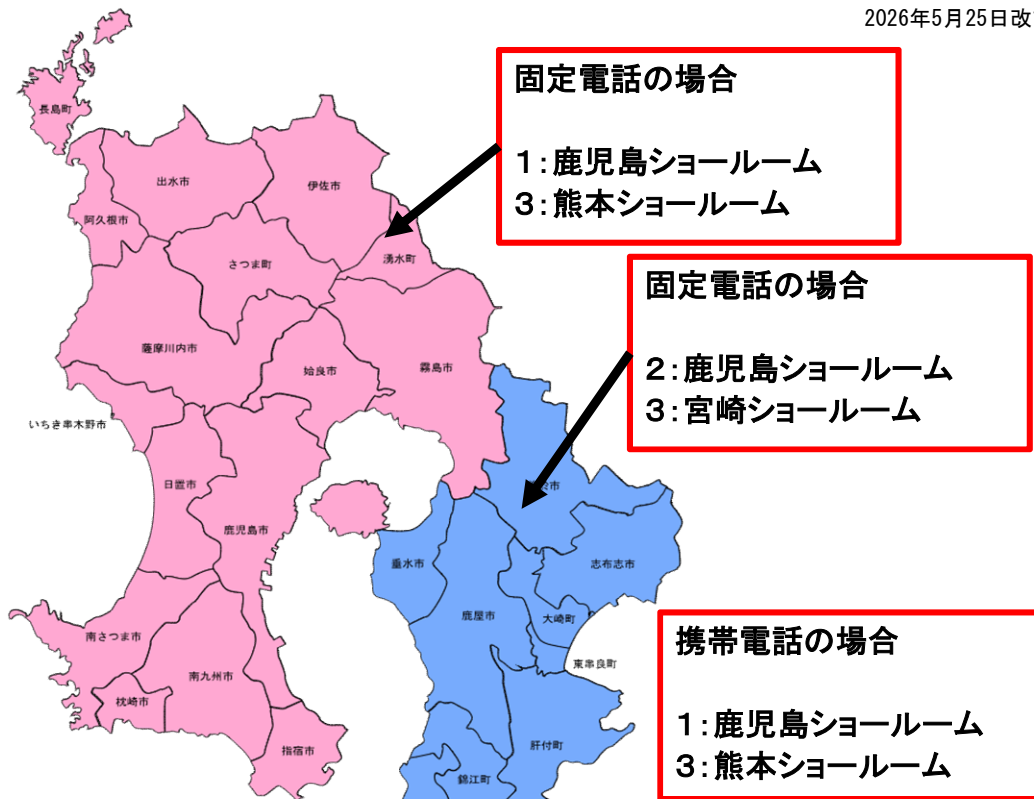 2026年5月25日改
固定電話の場合
1:鹿児島ショールーム
3:熊本ショールーム
固定電話の場合
2:鹿児島ショールーム
3:宮崎ショールーム
携帯電話の場合
1:鹿児島ショールーム
3:熊本ショールーム
長島町
出水市
伊佐市
阿久根市
さつま町
湧水町
薩摩川内市
姶良市
霧島市
いちき串木野市
日置市
鹿児島市
垂水市
志布志市
鹿屋市
大崎町
東串良町
南さつま市
南九州市
枕崎市
指宿市
肝付町
錦江町